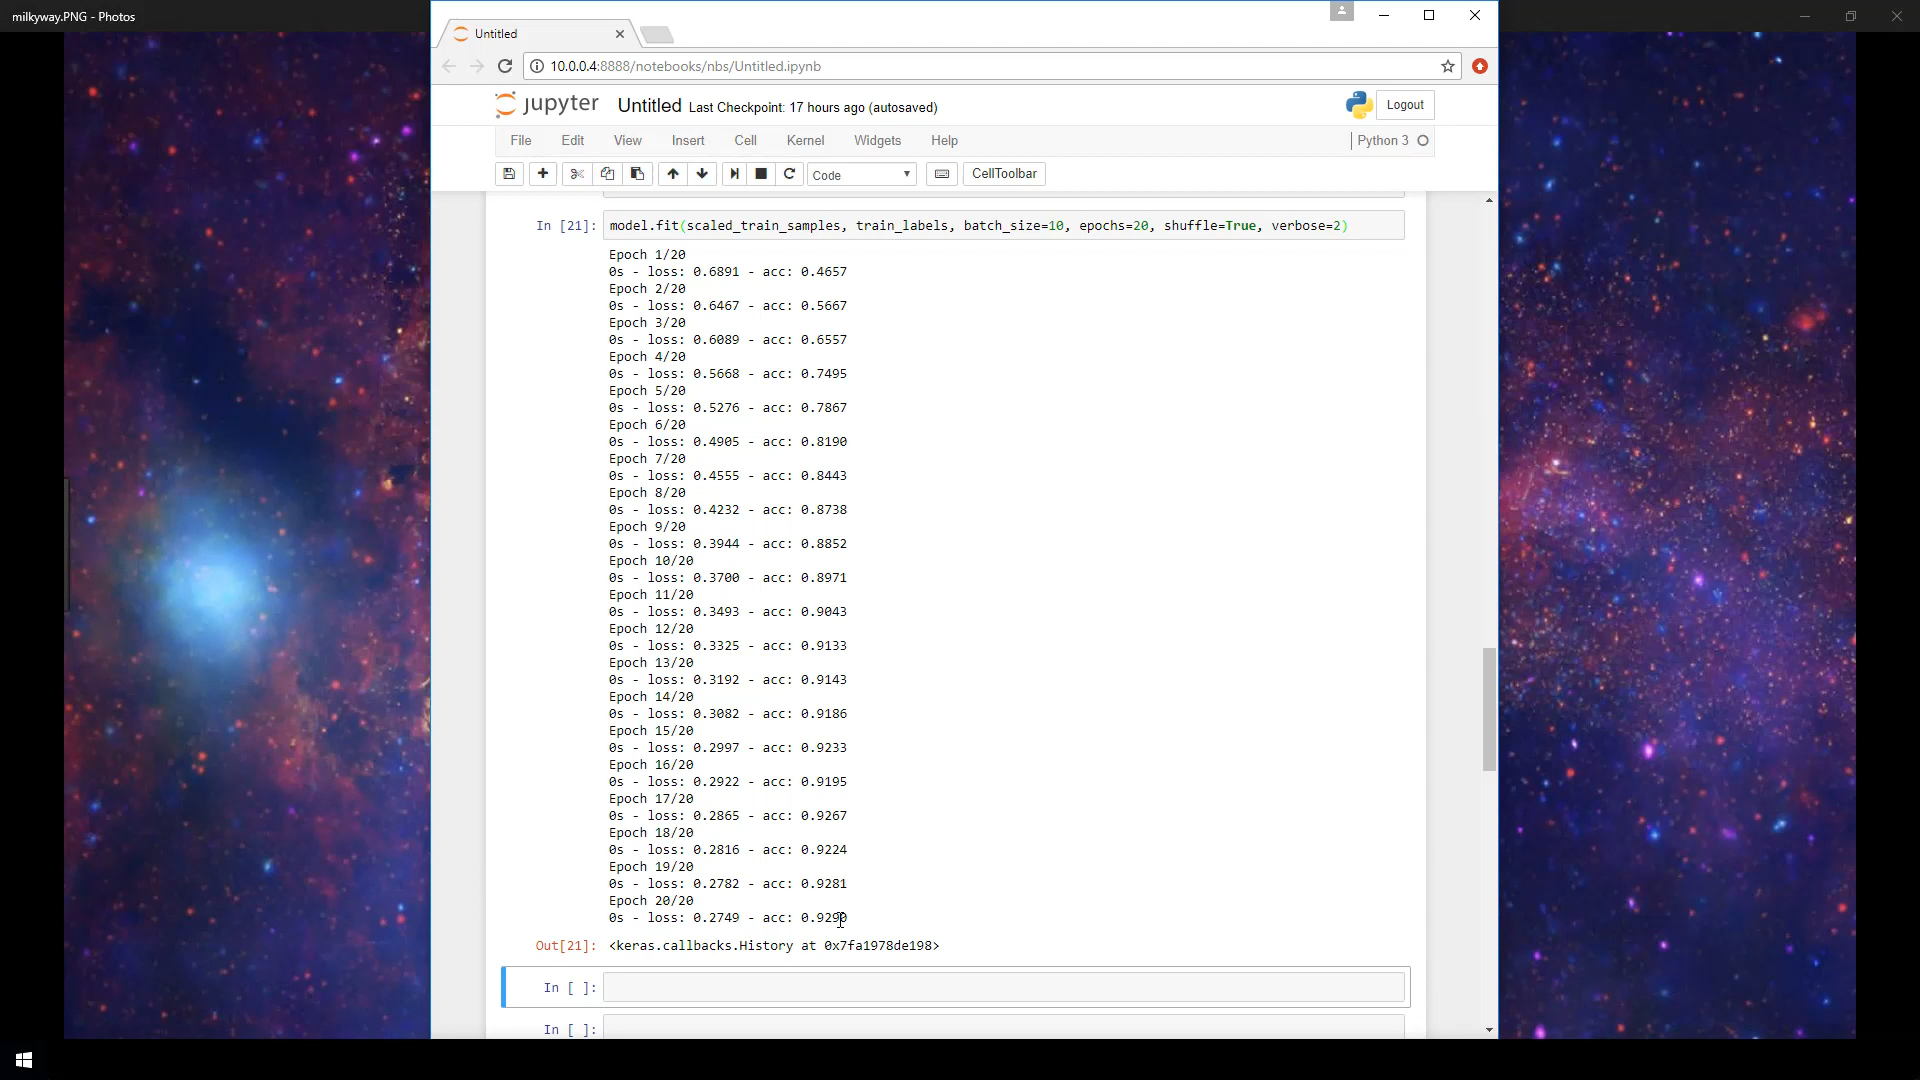 milkyway.PNG - Photos
Untitled
10.0.0.4:8888/notebooks/nbs/Untitled.ipynb
jupyter Untitled Last Checkpoint: 17 hours ago (autosaved)
Logout
File Edit View Insert Cell Kernel Widgets Help
Python 3
Code
CellToolbar
In [21]: model.fit(scaled_train_samples, train_labels, batch_size=10, epochs=20, shuffle=True, verbose=2)
Epoch 1/20
0s - loss: 0.6891 - acc: 0.4657
Epoch 2/20
0s - loss: 0.6467 - acc: 0.5667
Epoch 3/20
0s - loss: 0.6089 - acc: 0.6557
Epoch 4/20
0s - loss: 0.5668 - acc: 0.7495
Epoch 5/20
0s - loss: 0.5276 - acc: 0.7867
Epoch 6/20
0s - loss: 0.4905 - acc: 0.8190
Epoch 7/20
0s - loss: 0.4555 - acc: 0.8443
Epoch 8/20
0s - loss: 0.4232 - acc: 0.8738
Epoch 9/20
0s - loss: 0.3944 - acc: 0.8852
Epoch 10/20
0s - loss: 0.3700 - acc: 0.8971
Epoch 11/20
0s - loss: 0.3493 - acc: 0.9043
Epoch 12/20
0s - loss: 0.3325 - acc: 0.9133
Epoch 13/20
0s - loss: 0.3192 - acc: 0.9143
Epoch 14/20
0s - loss: 0.3082 - acc: 0.9186
Epoch 15/20
0s - loss: 0.2997 - acc: 0.9233
Epoch 16/20
0s - loss: 0.2922 - acc: 0.9195
Epoch 17/20
0s - loss: 0.2865 - acc: 0.9267
Epoch 18/20
0s - loss: 0.2816 - acc: 0.9224
Epoch 19/20
0s - loss: 0.2782 - acc: 0.9281
Epoch 20/20
0s - loss: 0.2749 - acc: 0.9290
Out[21]: <keras.callbacks.History at 0x7fa1978de198>
In [ ]:
In [ ]: